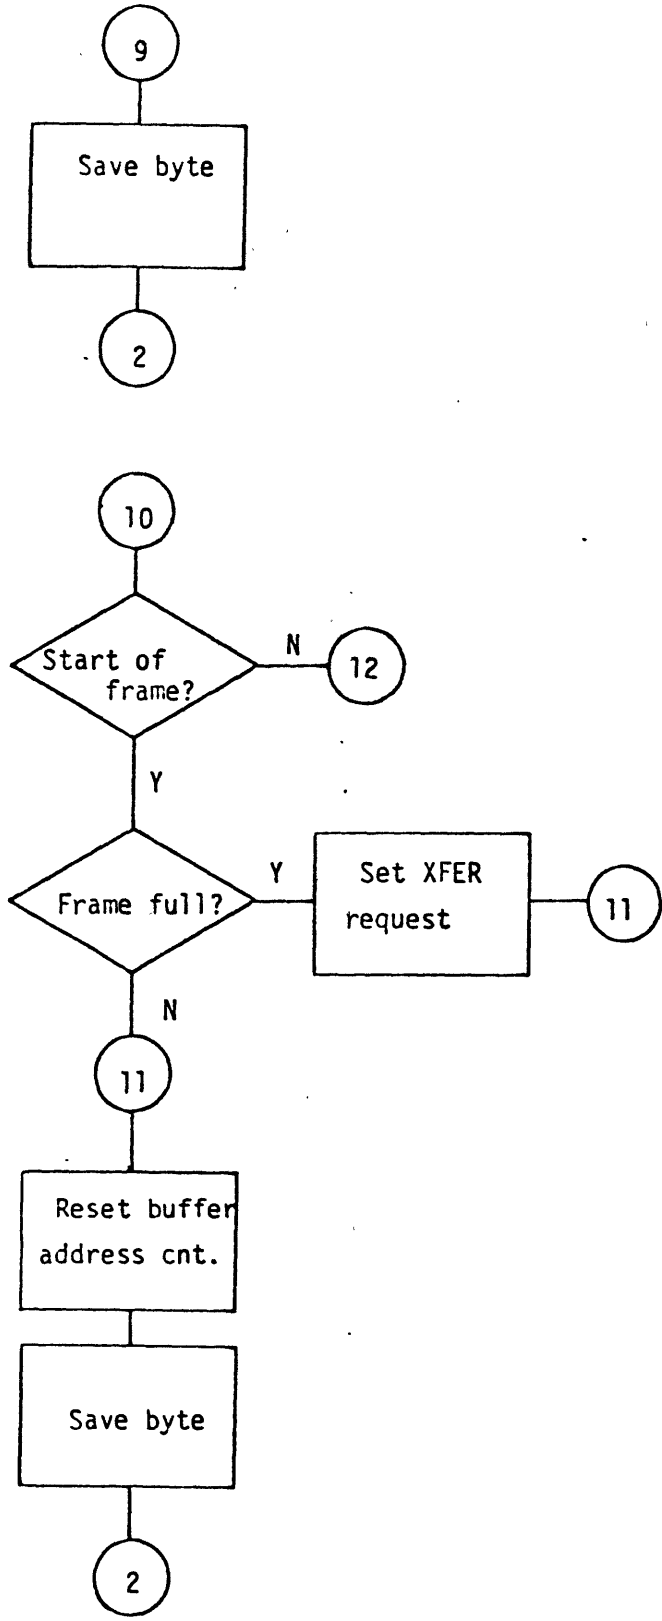 9
Save byte
2
10
Start of
frame?
N
12
Y
Frame full?
Y
Set XFER
request
11
N
11
Reset buffer
address cnt.
Save byte
2